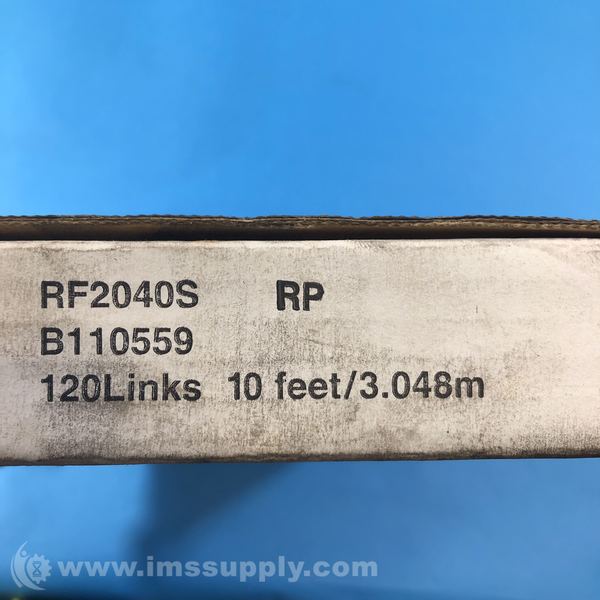 RF2040S RP
B110559
120Links 10 feet/3.048m
www.imssupply.com